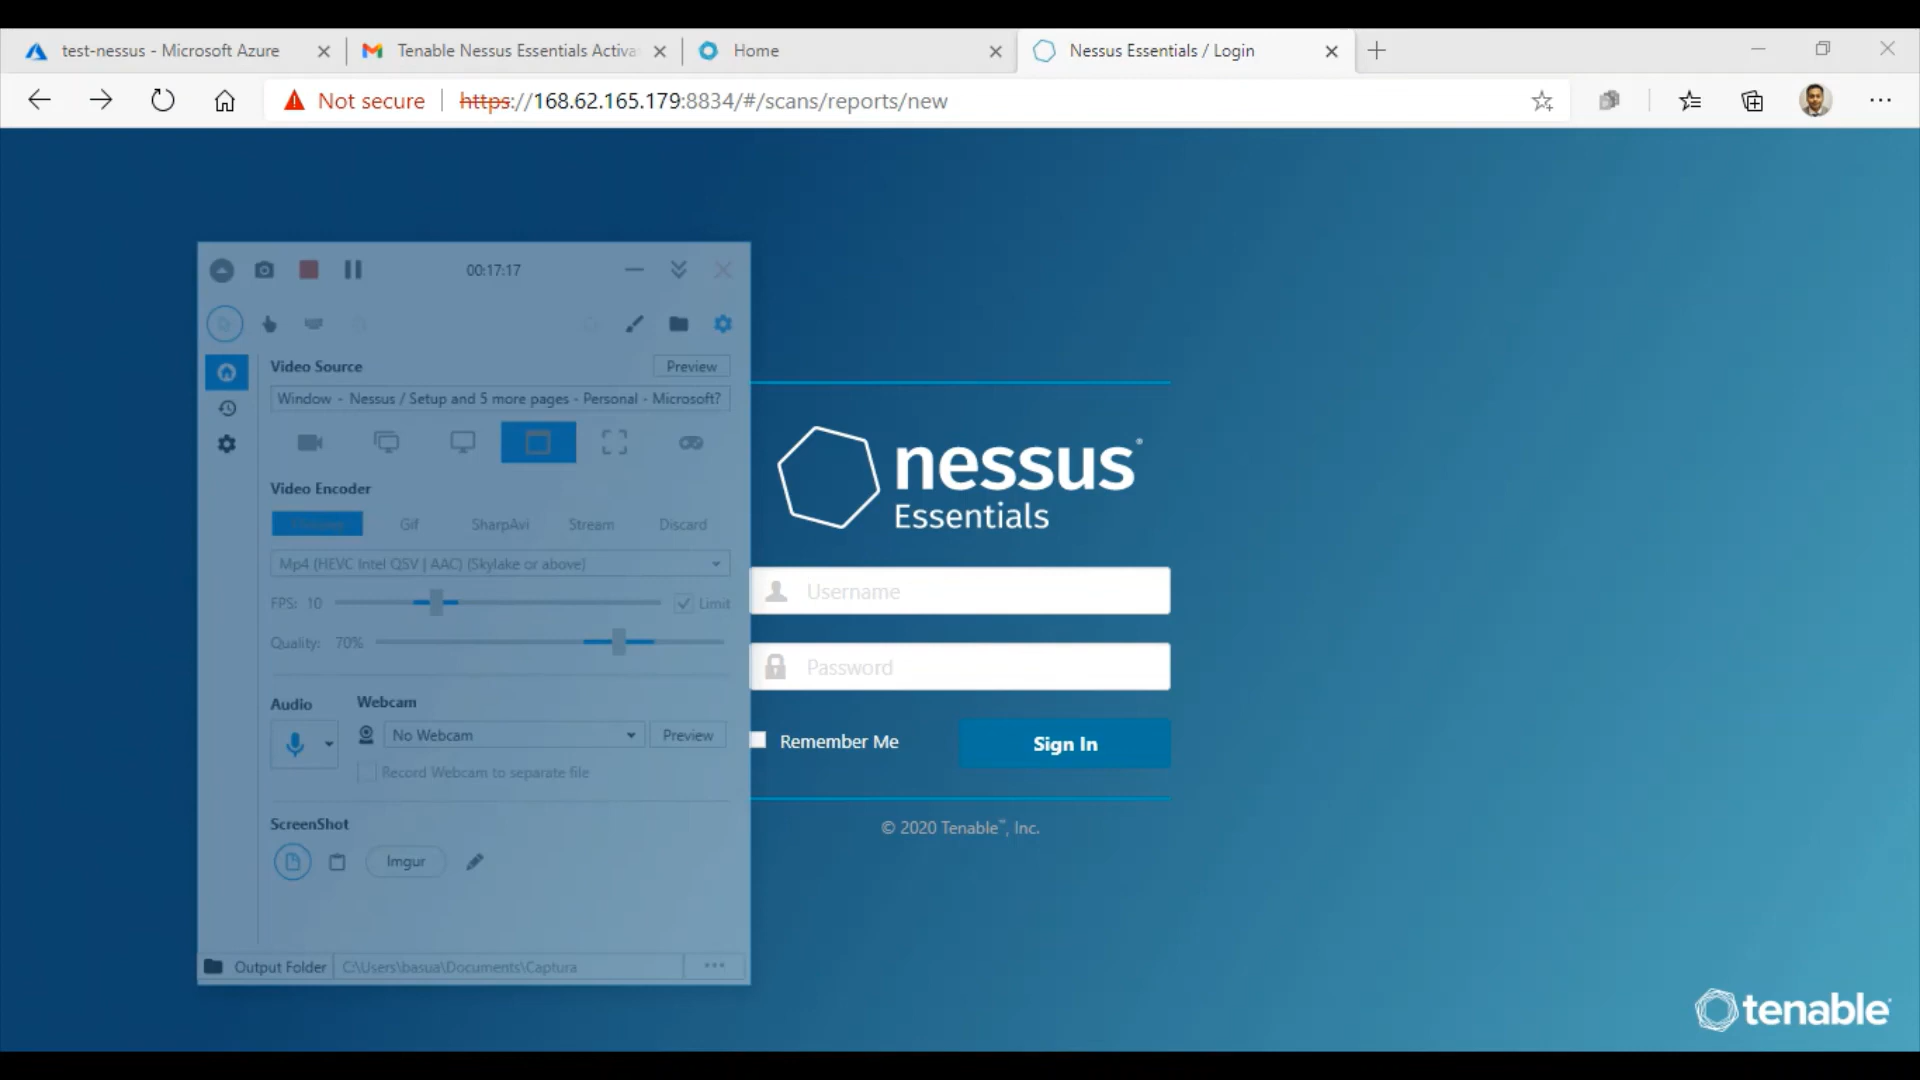 test-nessus - Microsoft Azure
Tenable Nessus Essentials Activa
Home
Nessus Essentials / Login
Not secure
https://168.62.165.179:8834/#/scans/reports/new
00:17:17
Video Source
Preview
Window - Nessus / Setup and 5 more pages - Personal - Microsoft?
Video Encoder
Gif
SharpAvi
Stream
Discard
Mp4 (HEVC Intel QSV | AAC) (Skylake or above)
FPS: 10
Limit
Quality: 70%
Audio
Webcam
No Webcam
Preview
Record Webcam to separate file
ScreenShot
Imgur
Output Folder
C:\Users\basua\Documents\Captura
nessus®
Essentials
Username
Password
Remember Me
Sign In
© 2020 Tenable™, Inc.
tenable®